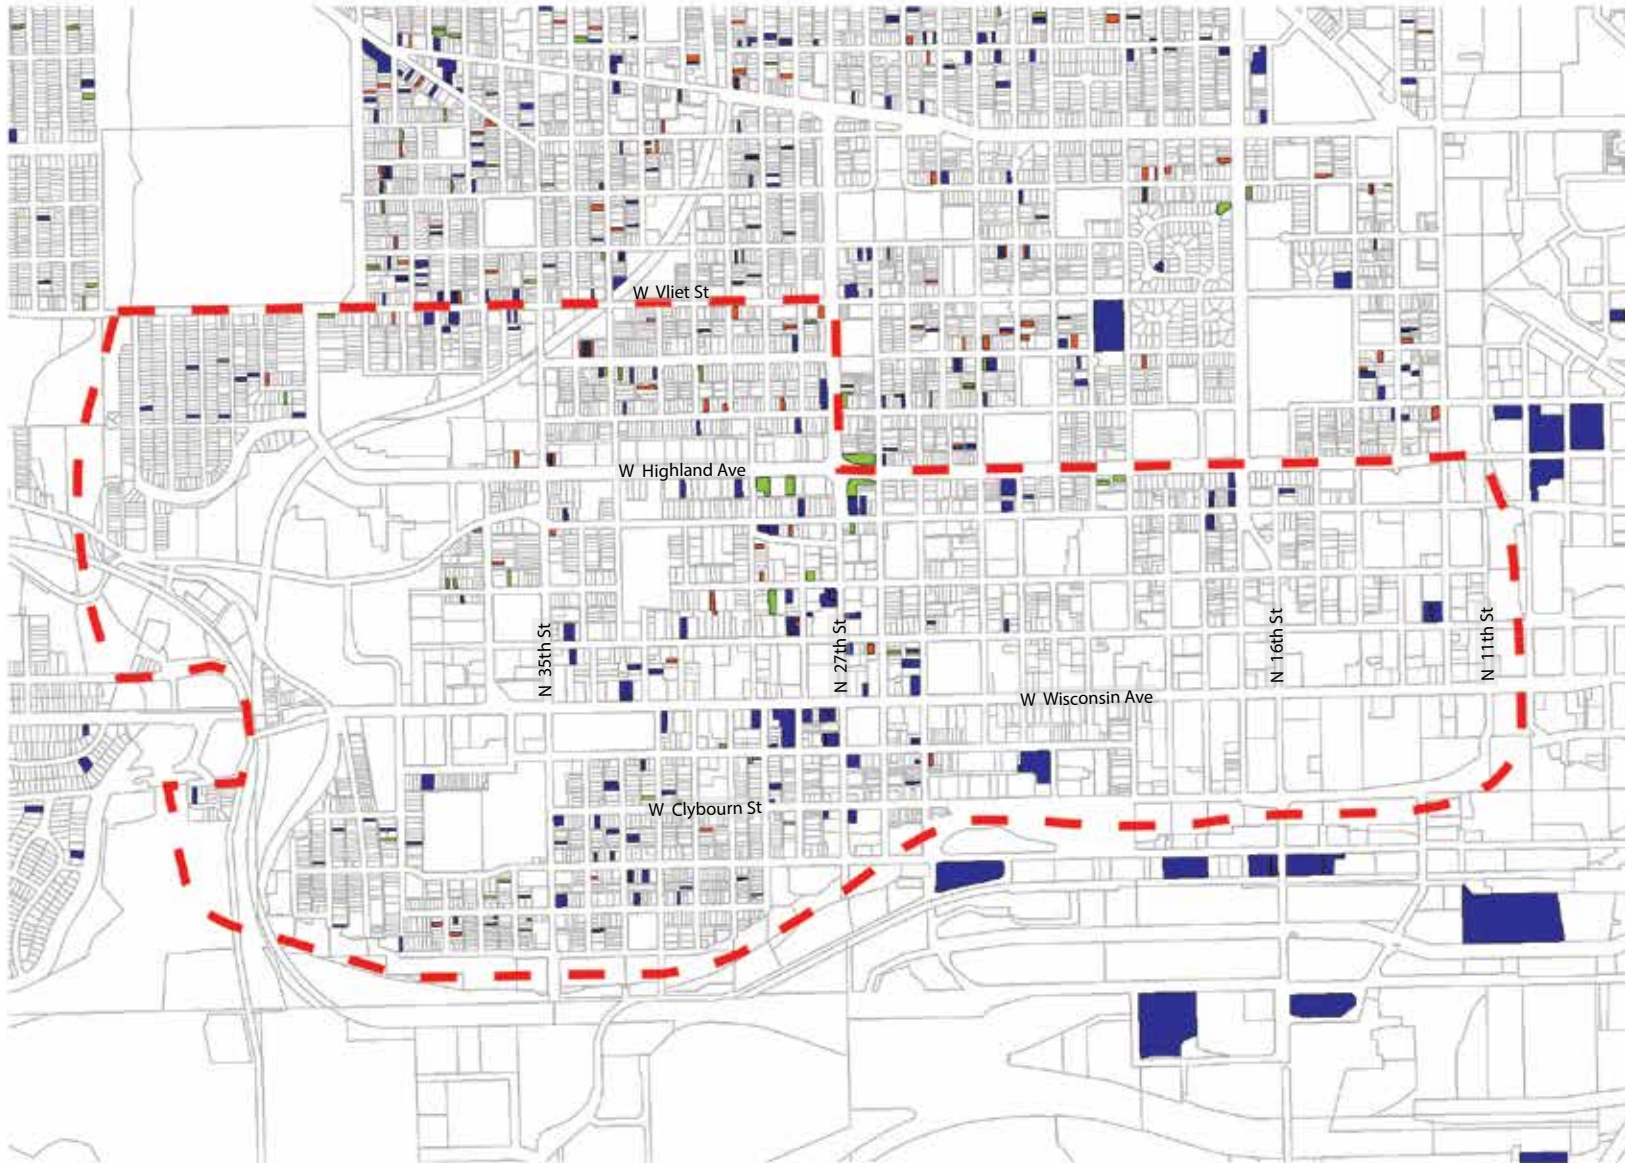 W Vliet St
W Highland Ave
N 35th St
N 27th St
N 16th St
N 11th St
W Wisconsin Ave
W Clybourn St